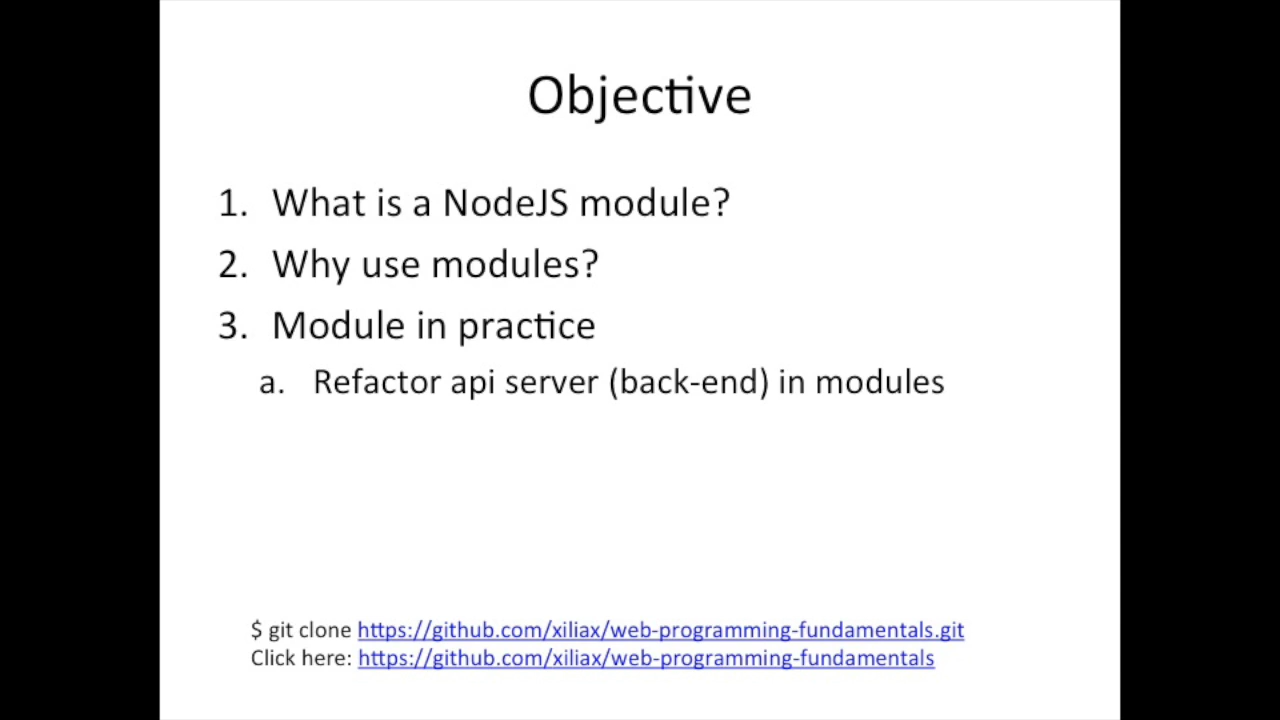 Objective
1. What is a NodeJS module?
2. Why use modules?
3. Module in practice
a. Refactor api server (back-end) in modules
$ git clone https://github.com/xiliax/web-programming-fundamentals.git
Click here: https://github.com/xiliax/web-programming-fundamentals